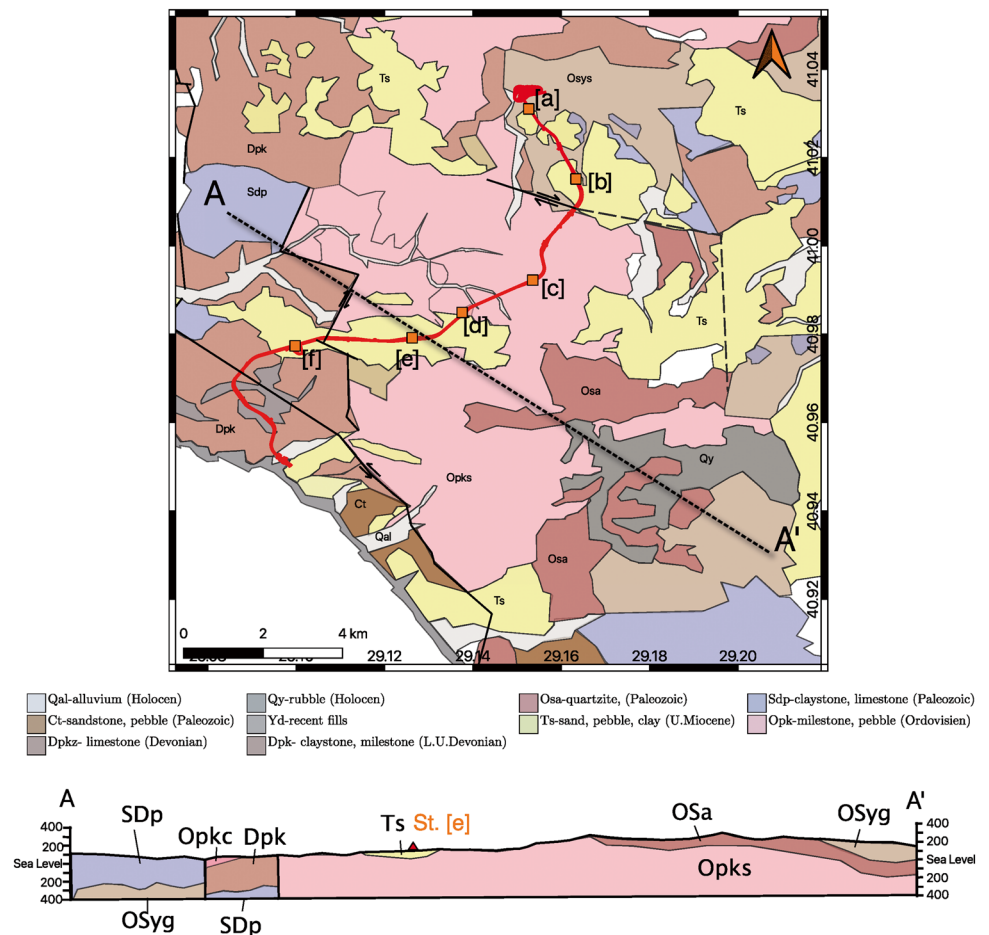 Ts
Osys
[a]
Ts
41.04
Dpk
41.02
Sdp
[b]
A
41.00
[c]
[d]
Ts
40.98
[e]
[f]
Osa
40.96
Dpk
Qy
Opks
Ct
40.94
Qal
A'
Osa
Ts
40.92
0 2 4 km
29.12 29.14 29.16 29.18 29.20
Qal-alluvium (Holocen) Qy-rubble (Holocen) Osa-quartzite, (Paleozoic) Sdp-claystone, limestone (Paleozoic)
Ct-sandstone, pebble (Paleozoic) Yd-recent fills Ts-sand, pebble, clay (U.Miocene) Opk-milestone, pebble (Ordovisien)
Dpkz- limestone (Devonian) Dpk- claystone, milestone (L.U.Devonian)
A A'
SDp Opkc Dpk Ts St. [e] OSa OSyg
400 400
200 200
Sea Level Sea Level
200 Opks 200
400 400
OSyg SDp